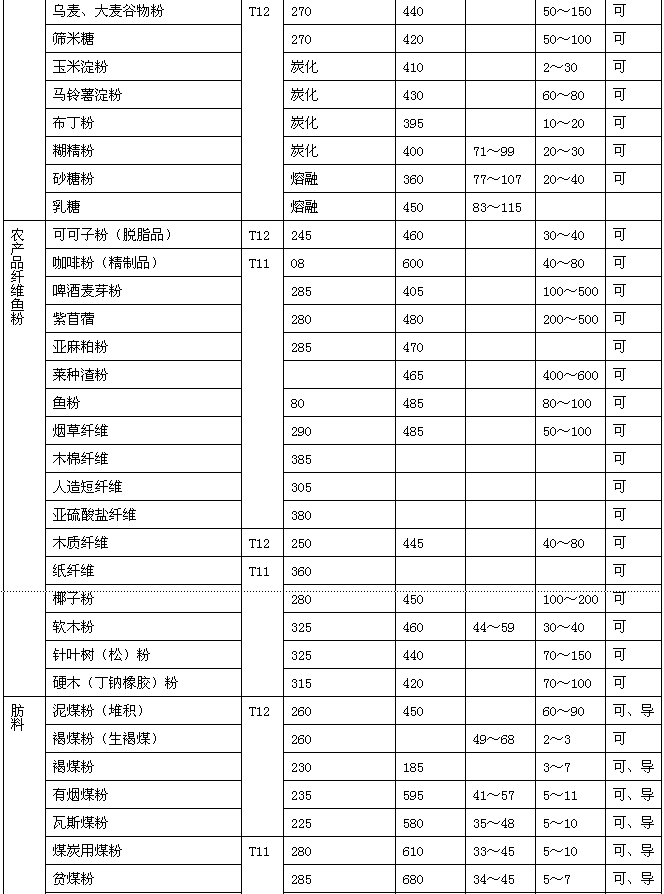 乌麦、大麦谷物粉 T12 270 440 50～150 可
筛米糖 270 420 50～100 可
玉米淀粉 炭化 410 2～30 可
马铃薯淀粉 炭化 430 60～80 可
布丁粉 炭化 395 10～20 可
糊精粉 炭化 400 71～99 20～30 可
砂糖粉 熔融 360 77～107 20～40 可
乳糖 熔融 450 83～115
农产品纤维鱼粉 可可子粉（脱脂品） T12 245 460 30～40 可
咖啡粉（精制品） T11 08 600 40～80 可
啤酒麦芽粉 285 405 100～500 可
紫苜蓿 280 480 200～500 可
亚麻粕粉 285 470 可
莱种渣粉 465 400～600 可
鱼粉 80 485 80～100 可
烟草纤维 290 485 50～100 可
木棉纤维 385 可
人造短纤维 305 可
亚硫酸盐纤维 380 可
木质纤维 T12 250 445 40～80 可
纸纤维 T11 360 可
椰子粉 280 450 100～200 可
软木粉 325 460 44～59 30～40 可
针叶树（松）粉 325 440 70～150 可
硬木（丁钠橡胶）粉 315 420 70～100 可
肪料 泥煤粉（堆积） T12 260 450 60～90 可、导
褐煤粉（生褐煤） 260 49～68 2～3 可
褐煤粉 230 185 3～7 可、导
有烟煤粉 235 595 41～57 5～11 可、导
瓦斯煤粉 225 580 35～48 5～10 可、导
煤炭用煤粉 T11 280 610 33～45 5～10 可、导
贫煤粉 285 680 34～45 5～7 可、导